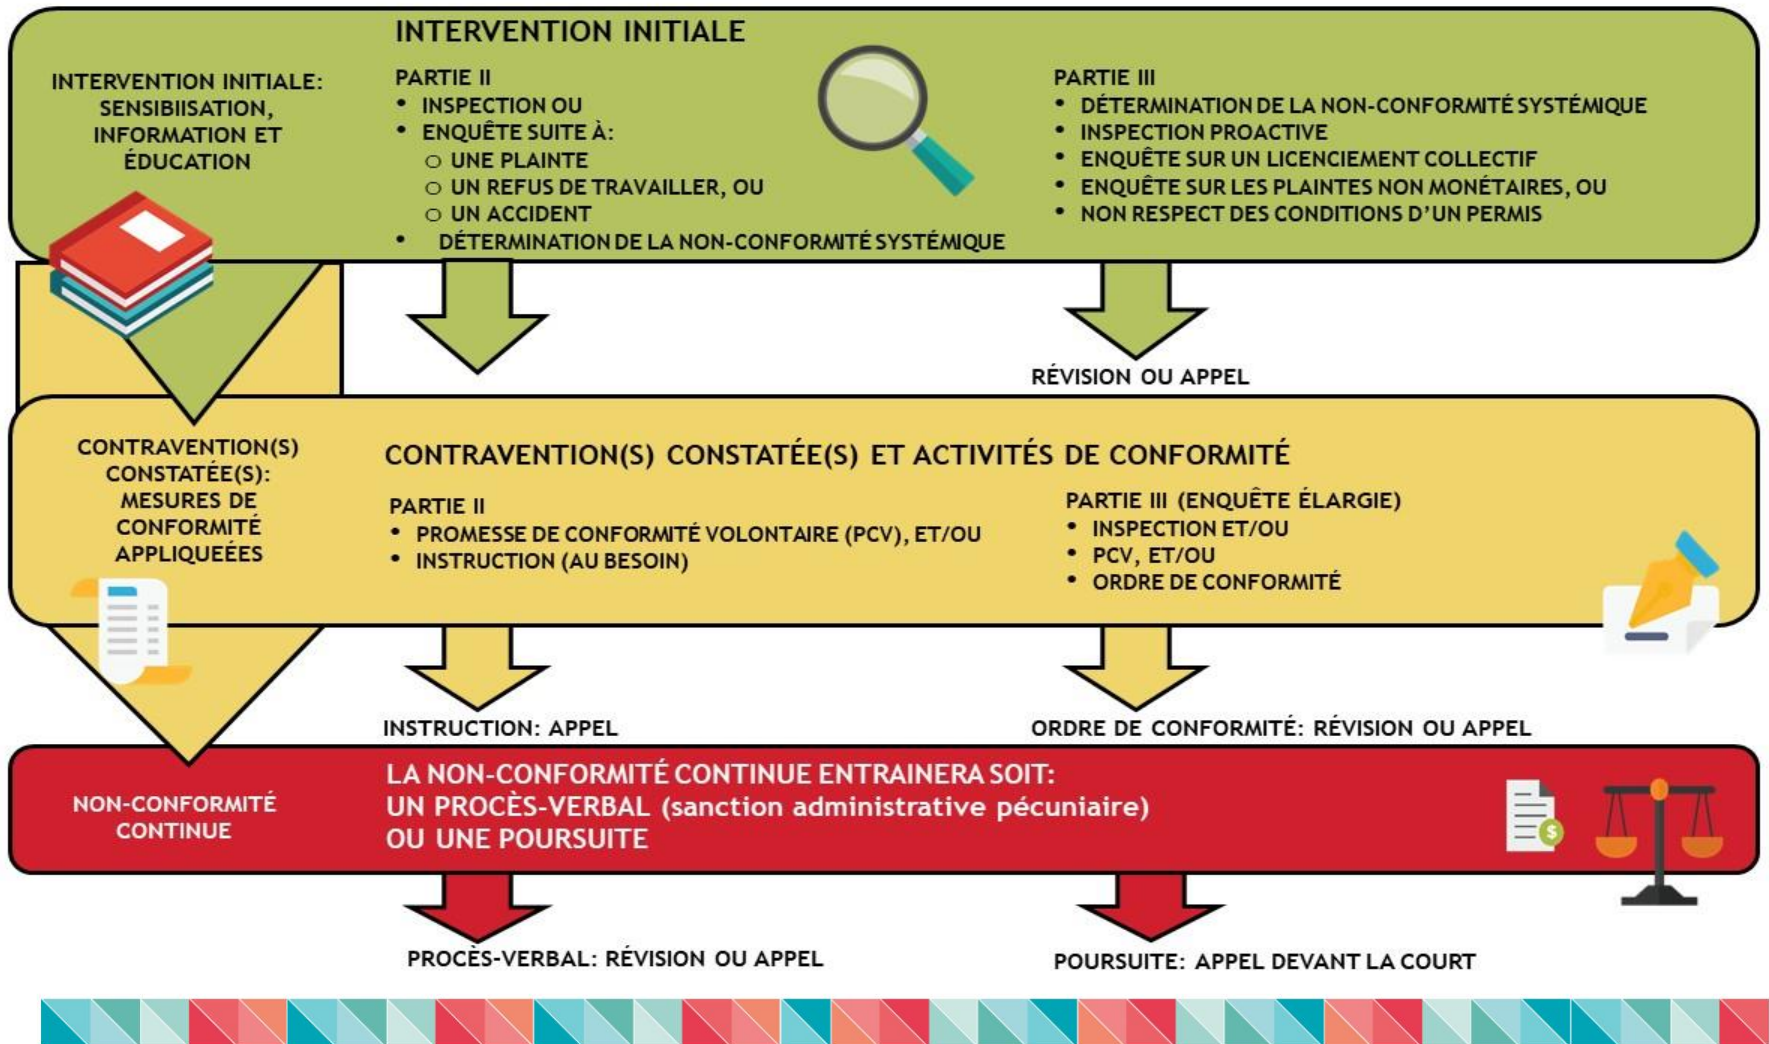 INTERVENTION INITIALE:
SENSIBIISATION,
INFORMATION ET
ÉDUCATION
INTERVENTION INITIALE
PARTIE II
• INSPECTION OU
• ENQUÊTE SUITE À:
o UNE PLAINTE
o UN REFUS DE TRAVAILLER, OU
o UN ACCIDENT
• DÉTERMINATION DE LA NON-CONFORMITÉ SYSTÉMIQUE
PARTIE III
• DÉTERMINATION DE LA NON-CONFORMITÉ SYSTÉMIQUE
• INSPECTION PROACTIVE
• ENQUÊTE SUR UN LICENCIEMENT COLLECTIF
• ENQUÊTE SUR LES PLAINTES NON MONÉTAIRES, OU
• NON RESPECT DES CONDITIONS D'UN PERMIS
RÉVISION OU APPEL
CONTRAVENTION(S)
CONSTATÉE(S):
MESURES DE
CONFORMITÉ
APPLIQUEÉES
CONTRAVENTION(S) CONSTATÉE(S) ET ACTIVITÉS DE CONFORMITÉ
PARTIE II
• PROMESSE DE CONFORMITÉ VOLONTAIRE (PCV), ET/OU
• INSTRUCTION (AU BESOIN)
PARTIE III (ENQUÊTE ÉLARGIE)
• INSPECTION ET/OU
• PCV, ET/OU
• ORDRE DE CONFORMITÉ
INSTRUCTION: APPEL
ORDRE DE CONFORMITÉ: RÉVISION OU APPEL
NON-CONFORMITÉ
CONTINUE
LA NON-CONFORMITÉ CONTINUE ENTRAINERA SOIT:
UN PROCÈS-VERBAL (sanction administrative pécuniaire)
OU UNE POURSUITE
$
PROCÈS-VERBAL: RÉVISION OU APPEL
POURSUITE: APPEL DEVANT LA COURT